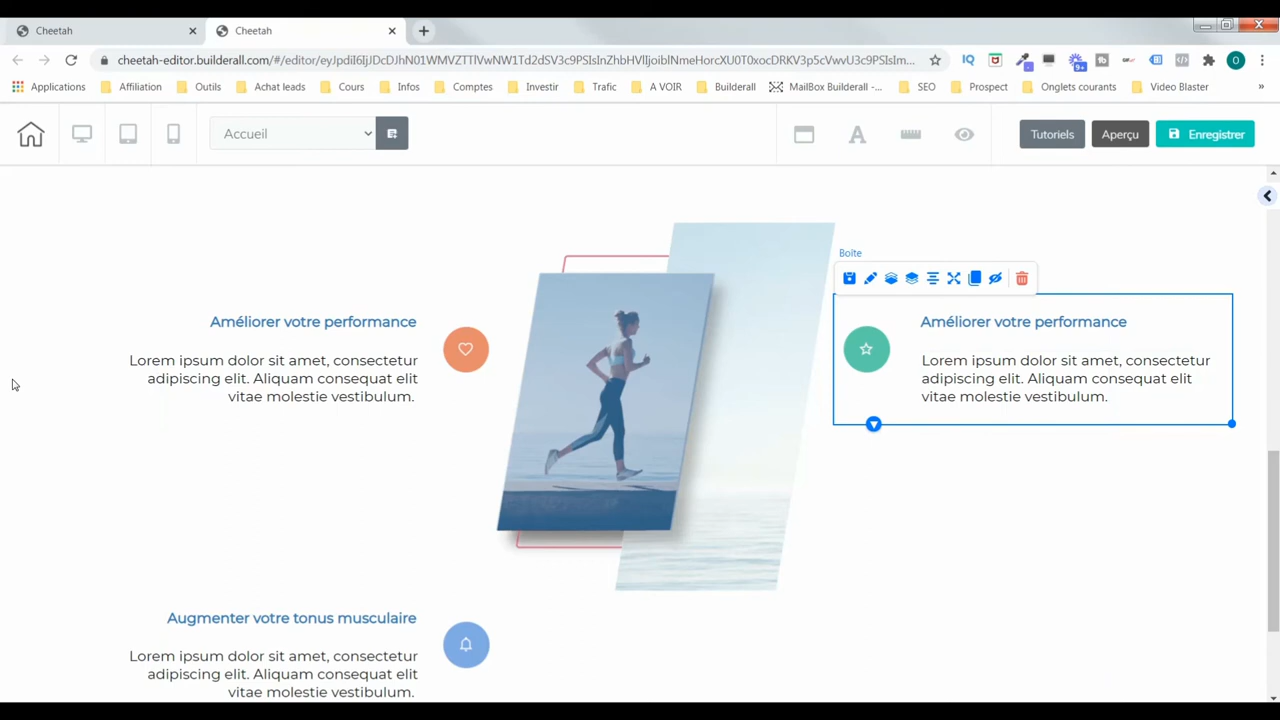 Cheetah
Cheetah
cheetah-editor.builderall.com/#/editor/
Applications
Affiliation
Outils
Achat leads
Cours
Infos
Comptes
Investir
Trafic
A VOIR
Builderall
MailBox Builderall -...
SEO
Prospect
Onglets courants
Video Blaster
»
Accueil
Tutoriels
Aperçu
Enregistrer
Boîte
Améliorer votre performance
Lorem ipsum dolor sit amet, consectetur
adipiscing elit. Aliquam consequat elit
vitae molestie vestibulum.
Améliorer votre performance
Lorem ipsum dolor sit amet, consectetur
adipiscing elit. Aliquam consequat elit
vitae molestie vestibulum.
Augmenter votre tonus musculaire
Lorem ipsum dolor sit amet, consectetur
adipiscing elit. Aliquam consequat elit
vitae molestie vestibulum.